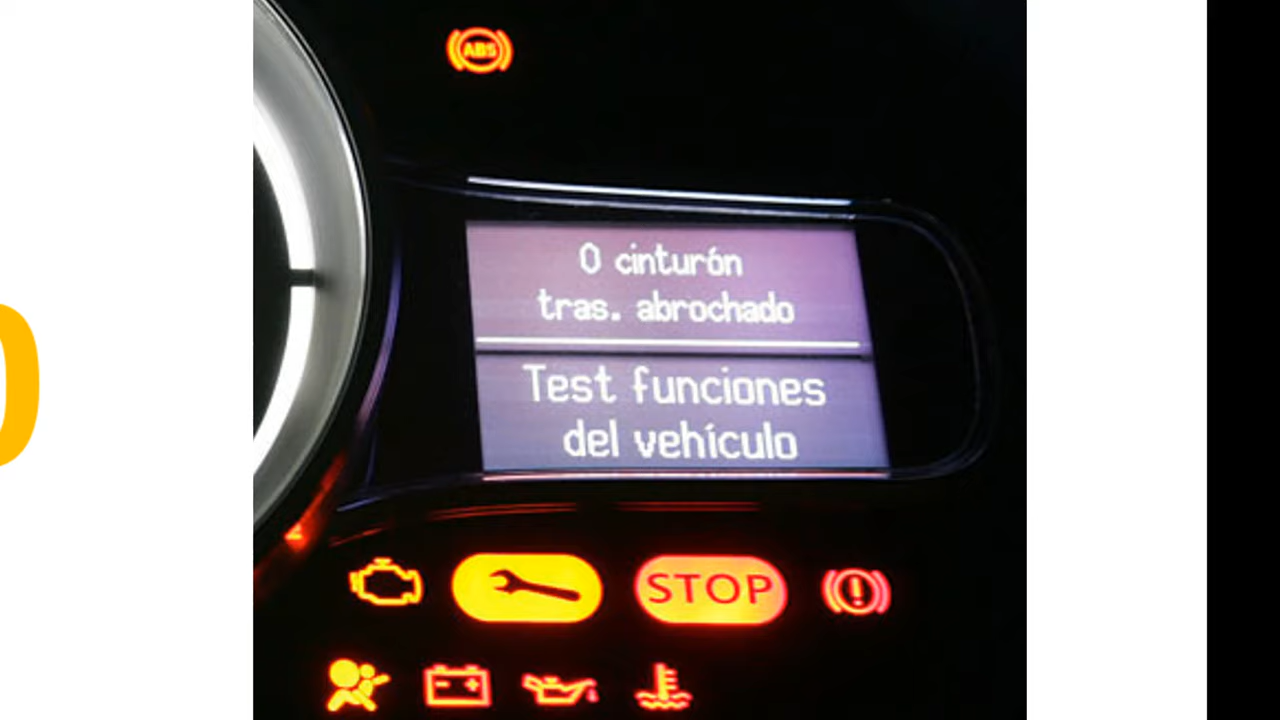 ABS
0 cinturón
tras. abrochado
Test funciones
del vehículo
STOP